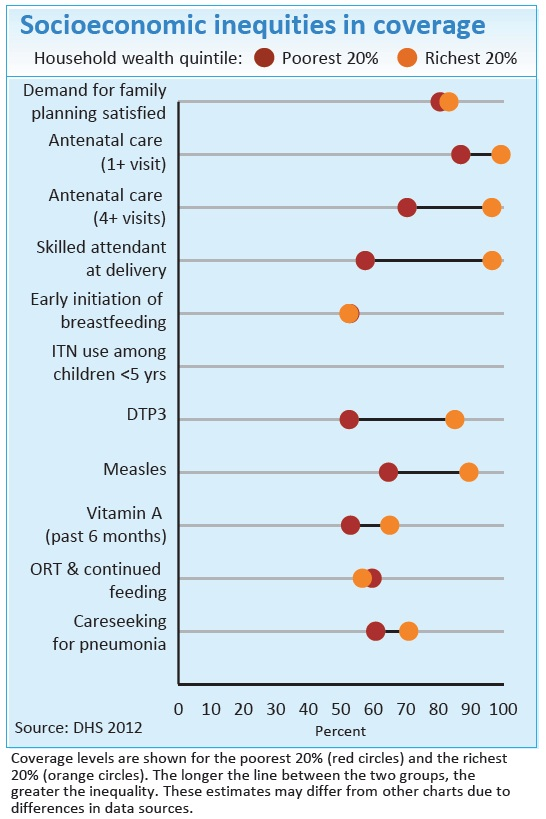 Socioeconomic inequities in coverage
Household wealth quintile: Poorest 20% Richest 20%
Demand for family
planning satisfied
Antenatal care
(1+ visit)
Antenatal care
(4+ visits)
Skilled attendant
at delivery
Early initiation of
breastfeeding
ITN use among
children <5 yrs
DTP3
Measles
Vitamin A
(past 6 months)
ORT & continued
feeding
Careseeking
for pneumonia
0 10 20 30 40 50 60 70 80 90 100
Percent
Source: DHS 2012
Coverage levels are shown for the poorest 20% (red circles) and the richest
20% (orange circles). The longer the line between the two groups, the
greater the inequality. These estimates may differ from other charts due to
differences in data sources.